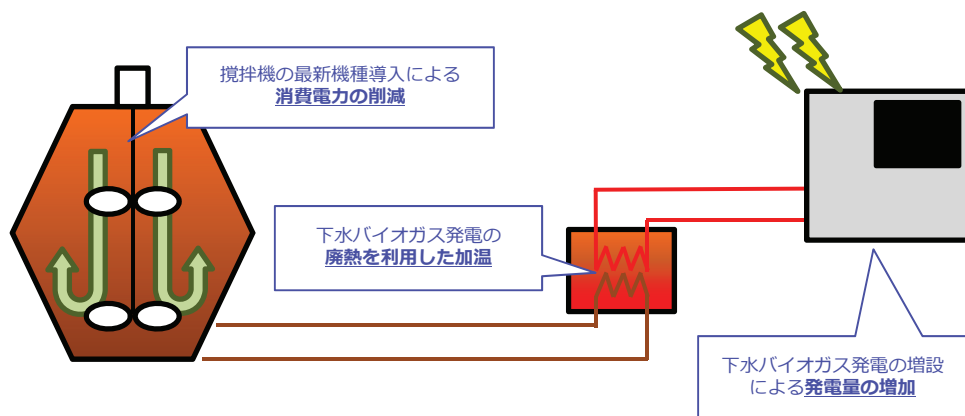 撹拌機の最新機種導入による
消費電力の削減
下水バイオガス発電の
廃熱を利用した加温
下水バイオガス発電の増設
による発電量の増加